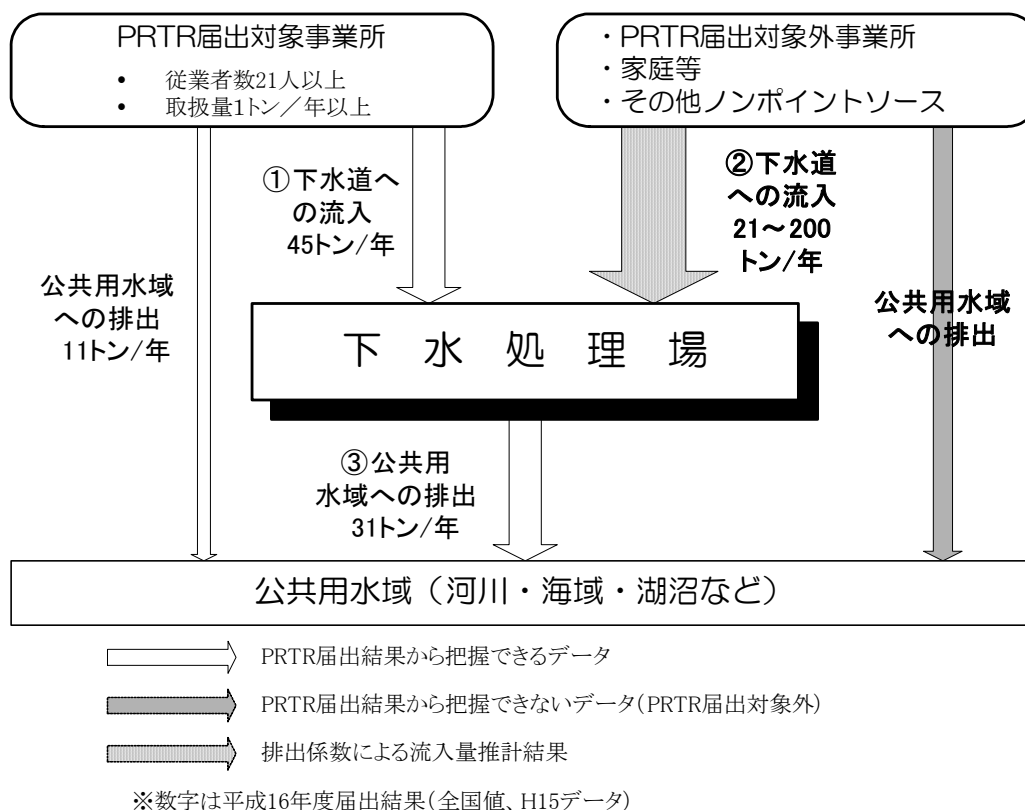 PRTR届出対象事業所
• 従業者数21人以上
• 取扱量1トン／年以上
・PRTR届出対象外事業所
・家庭等
・その他ノンポイントソース
①下水道へ
の流入
45トン/年
②下水道
への流入
21～200
トン/年
公共用水域
への排出
11トン/年
公共用水域
への排出
下 水 処 理 場
③公共用
水域への排出
31トン/年
公共用水域（河川・海域・湖沼など）
PRTR届出結果から把握できるデータ
PRTR届出結果から把握できないデータ（PRTR届出対象外）
排出係数による流入量推計結果
※数字は平成16年度届出結果（全国値、H15データ）